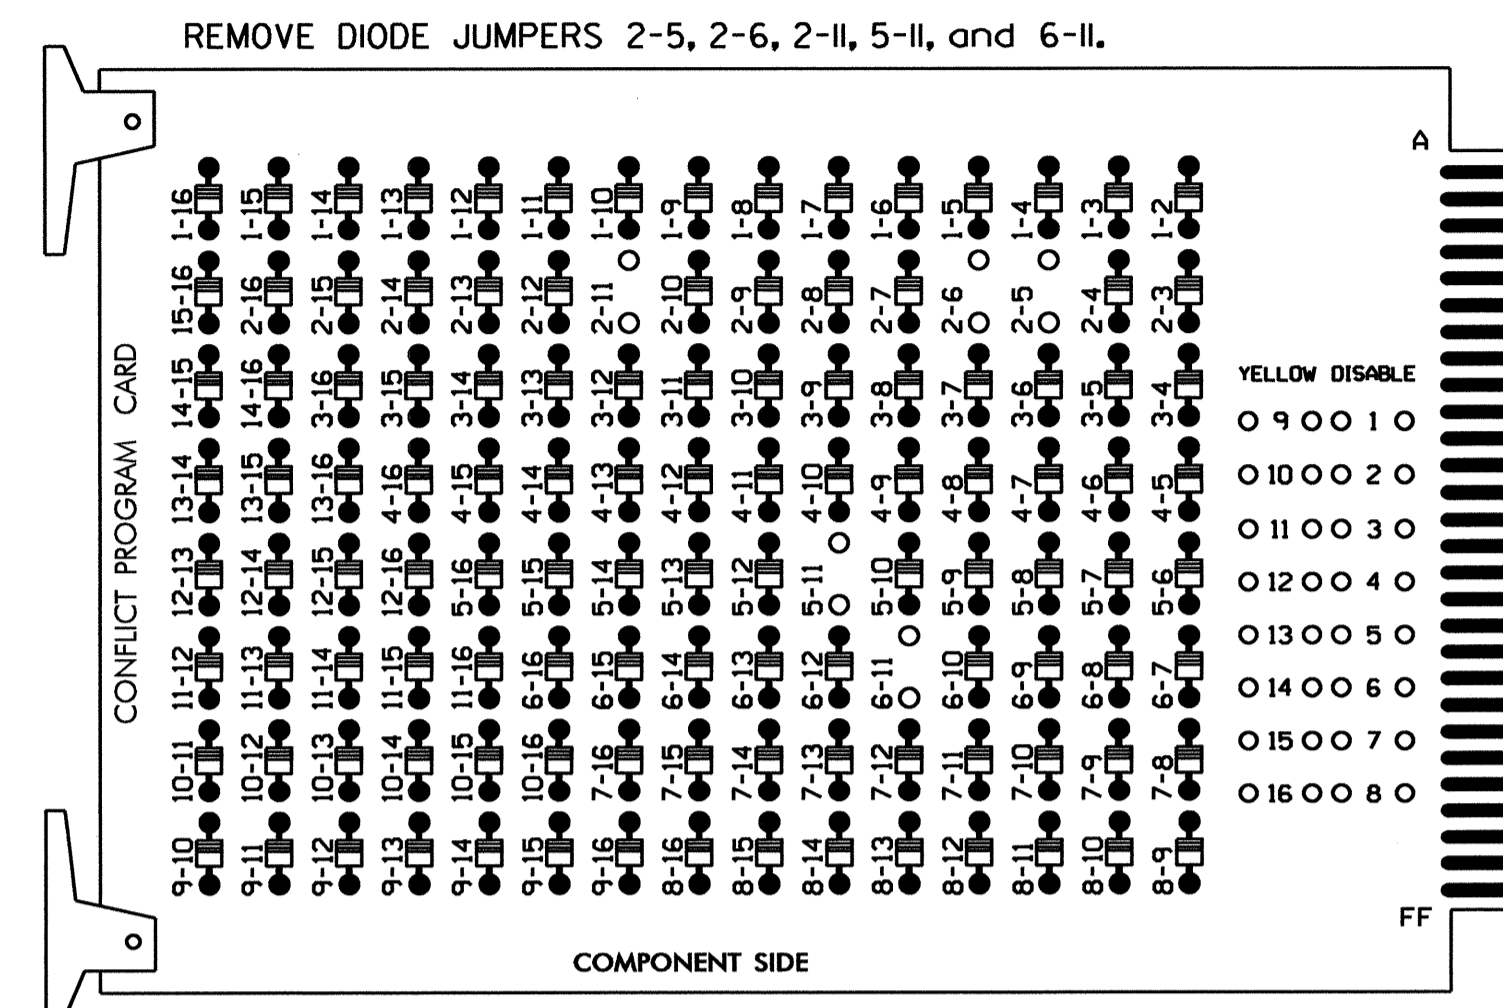 REMOVE DIODE JUMPERS 2-5, 2-6, 2-11, 5-11, and 6-11.
A
1-16 1-15 1-14 1-13 1-12 1-11 1-10 1-9 1-8 1-7 1-6 1-5 1-4 1-3 1-2
15-16 2-16 2-15 2-14 2-13 2-12 2-11 2-10 2-9 2-8 2-7 2-6 2-5 2-4 2-3
14-15 14-16 3-16 3-15 3-14 3-13 3-12 3-11 3-10 3-9 3-8 3-7 3-6 3-5 3-4
13-14 13-15 13-16 4-16 4-15 4-14 4-13 4-12 4-11 4-10 4-9 4-8 4-7 4-6 4-5
12-13 12-14 12-15 12-16 5-16 5-15 5-14 5-13 5-12 5-11 5-10 5-9 5-8 5-7 5-6
11-12 11-13 11-14 11-15 11-16 6-16 6-15 6-14 6-13 6-12 6-11 6-10 6-9 6-8 6-7
10-11 10-12 10-13 10-14 10-15 10-16 7-16 7-15 7-14 7-13 7-12 7-11 7-10 7-9 7-8
9-10 9-11 9-12 9-13 9-14 9-15 9-16 8-16 8-15 8-14 8-13 8-12 8-11 8-10 8-9
CONFLICT PROGRAM CARD
YELLOW DISABLE
9 1
10 2
11 3
12 4
13 5
14 6
15 7
16 8
FF
COMPONENT SIDE